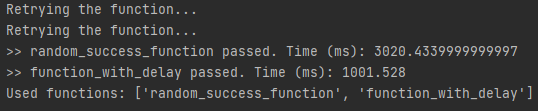 Retrying the function...
Retrying the function...
>> random_success_function passed. Time (ms): 3020.4339999999997
>> function_with_delay passed. Time (ms): 1001.528
Used functions: ['random_success_function', 'function_with_delay']